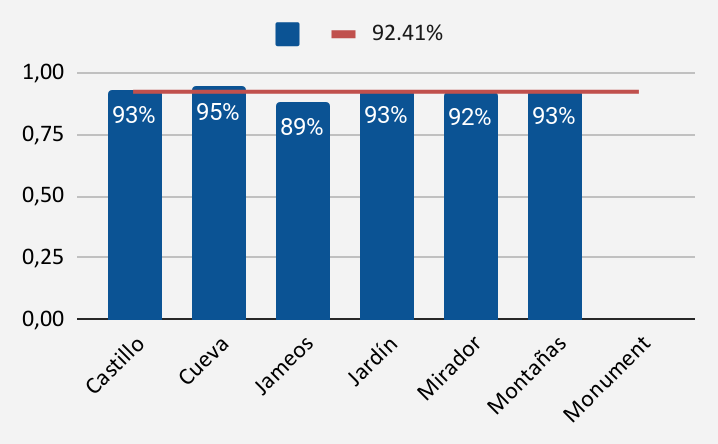 92.41%
1,00
0,75
0,50
0,25
0,00
93%
95%
89%
93%
92%
93%
Castillo
Cueva
Jameos
Jardín
Mirador
Montañas
Monument